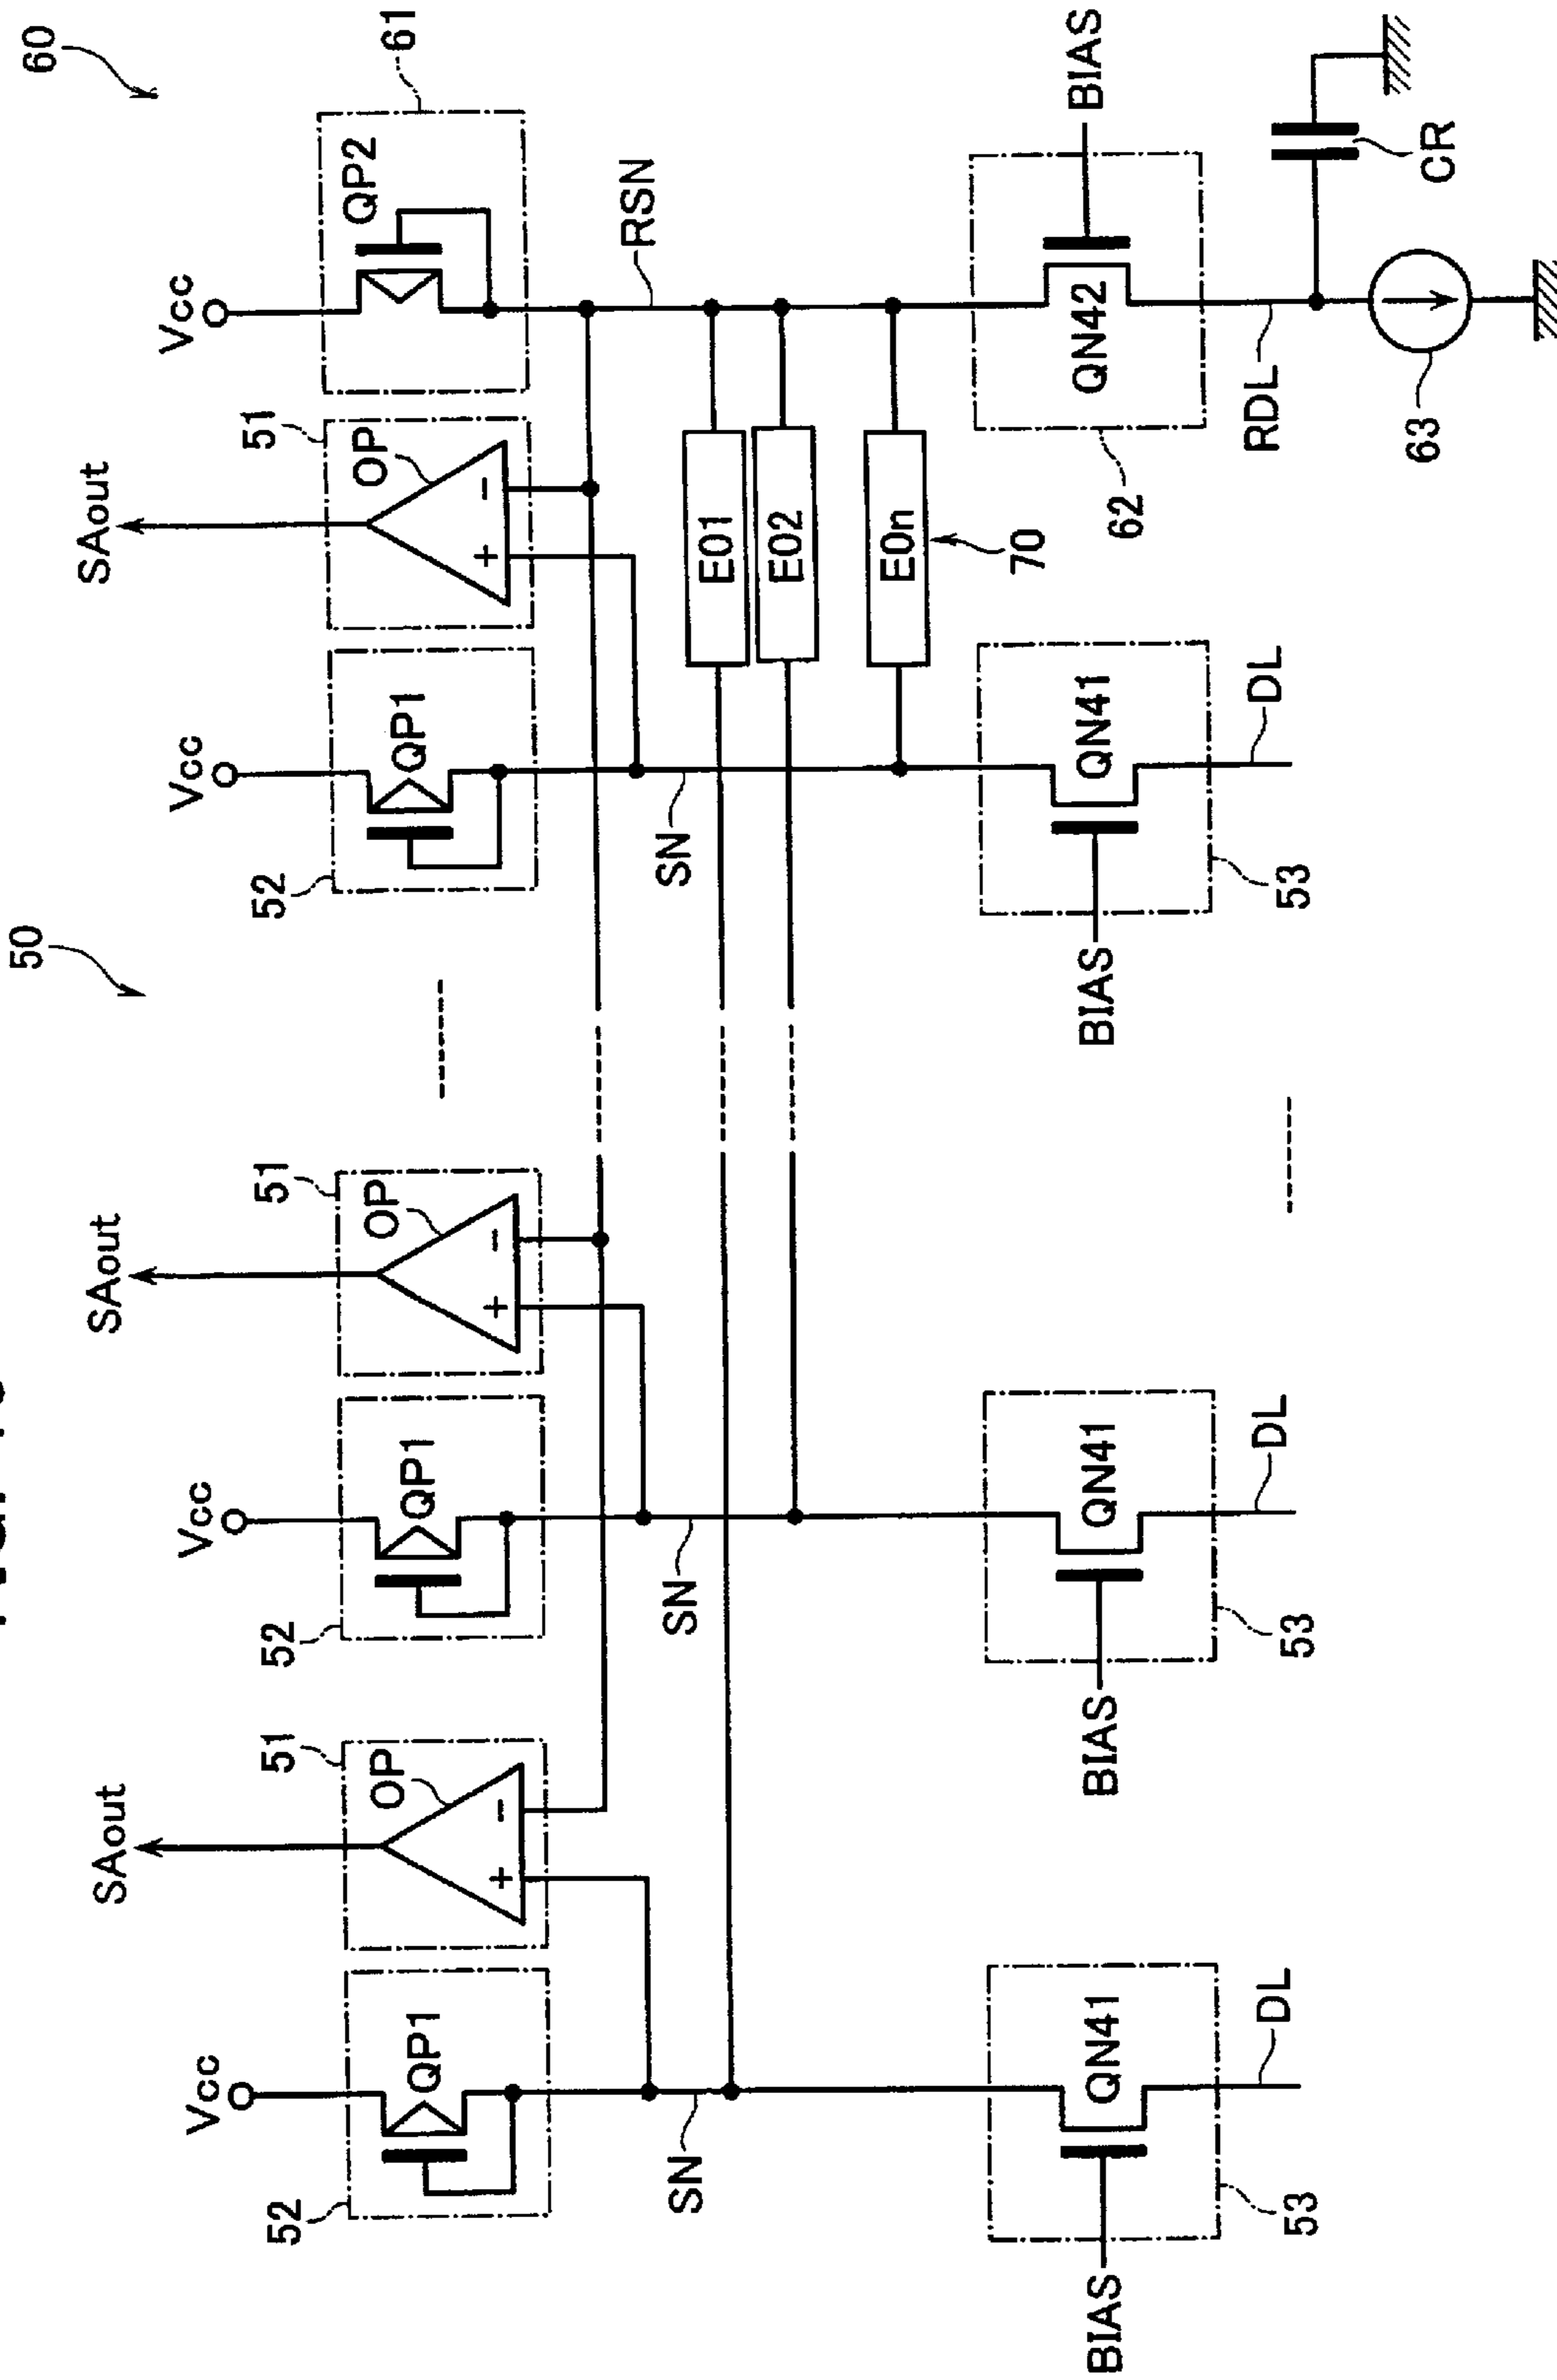 60
61
50
Vcc
QP2
SAout
51
OP
+
-
Vcc
QP1
52
SAout
51
OP
+
-
Vcc
QP1
52
SAout
51
OP
+
-
Vcc
QP1
52
RSN
SN
SN
SN
E01
E02
E0n
70
BIAS
QN42
62
QN41
BIAS
53
QN41
BIAS
53
QN41
BIAS
53
RDL
CR
63
DL
DL
DL